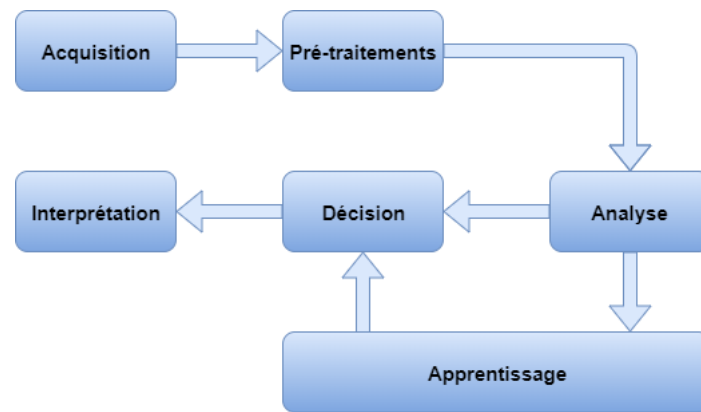 Acquisition
Pré-traitements
Interprétation
Décision
Analyse
Apprentissage